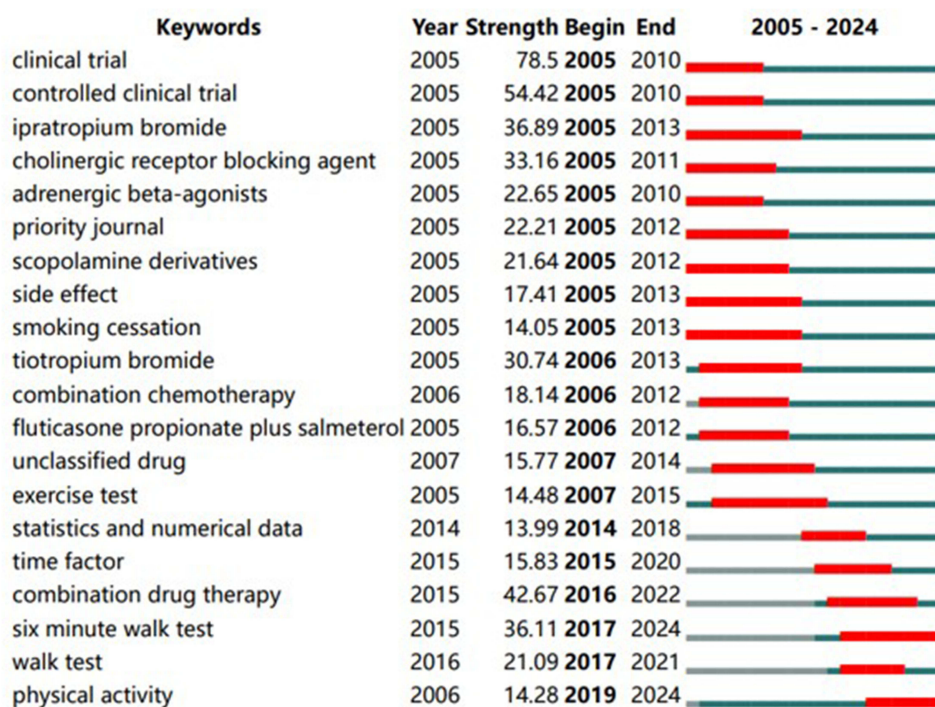 Keywords Year Strength Begin End 2005 - 2024
clinical trial 2005 78.5 2005 2010
controlled clinical trial 2005 54.42 2005 2010
ipratropium bromide 2005 36.89 2005 2013
cholinergic receptor blocking agent 2005 33.16 2005 2011
adrenergic beta-agonists 2005 22.65 2005 2010
priority journal 2005 22.21 2005 2012
scopolamine derivatives 2005 21.64 2005 2012
side effect 2005 17.41 2005 2013
smoking cessation 2005 14.05 2005 2013
tiotropium bromide 2005 30.74 2006 2013
combination chemotherapy 2006 18.14 2006 2012
fluticasone propionate plus salmeterol 2005 16.57 2006 2012
unclassified drug 2007 15.77 2007 2014
exercise test 2005 14.48 2007 2015
statistics and numerical data 2014 13.99 2014 2018
time factor 2015 15.83 2015 2020
combination drug therapy 2015 42.67 2016 2022
six minute walk test 2015 36.11 2017 2024
walk test 2016 21.09 2017 2021
physical activity 2006 14.28 2019 2024